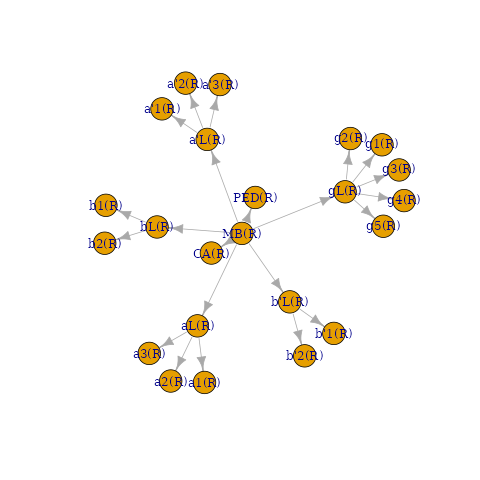 a'2(R)
a'3(R)
a'1(R)
a'L(R)
g2(R)
g1(R)
g3(R)
gL(R)
g4(R)
g5(R)
PED(R)
b1(R)
bL(R)
MB(R)
b2(R)
CA(R)
b'L(R)
aL(R)
b'1(R)
a3(R)
b'2(R)
a2(R)
a1(R)